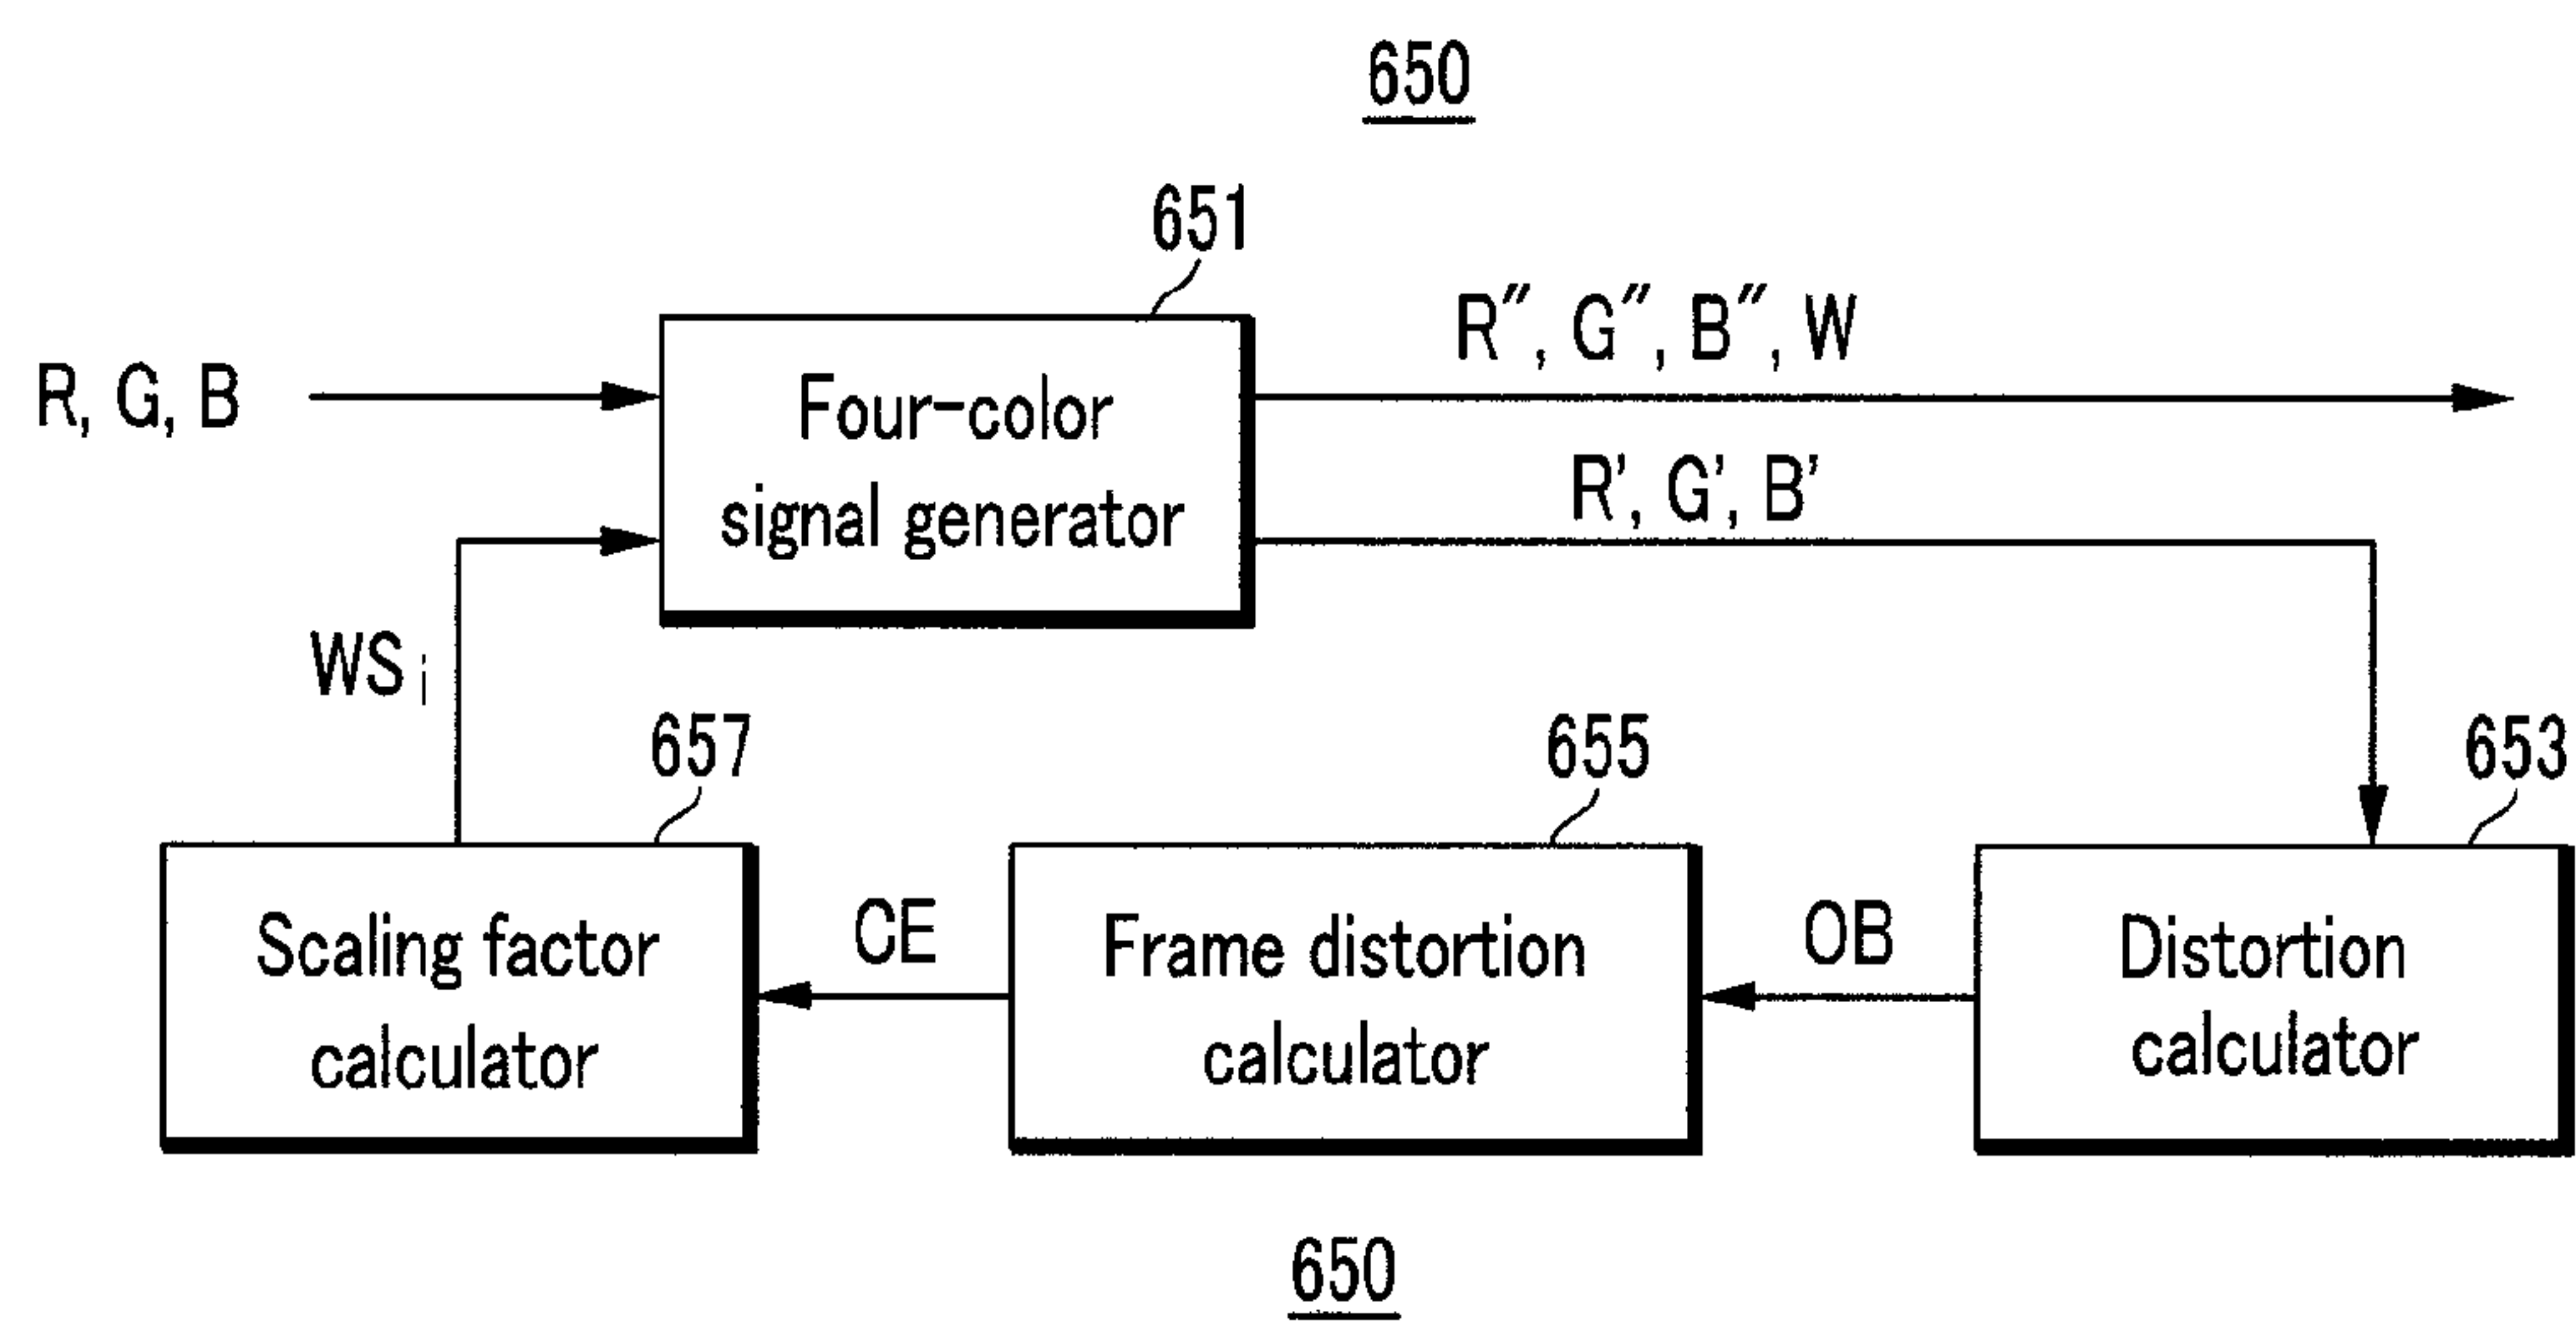 650
651
R, G, B
Four-color
signal generator
R″, G″, B″, W
R', G', B'
WS i
657
655
653
Scaling factor
calculator
CE
Frame distortion
calculator
OB
Distortion
calculator
650